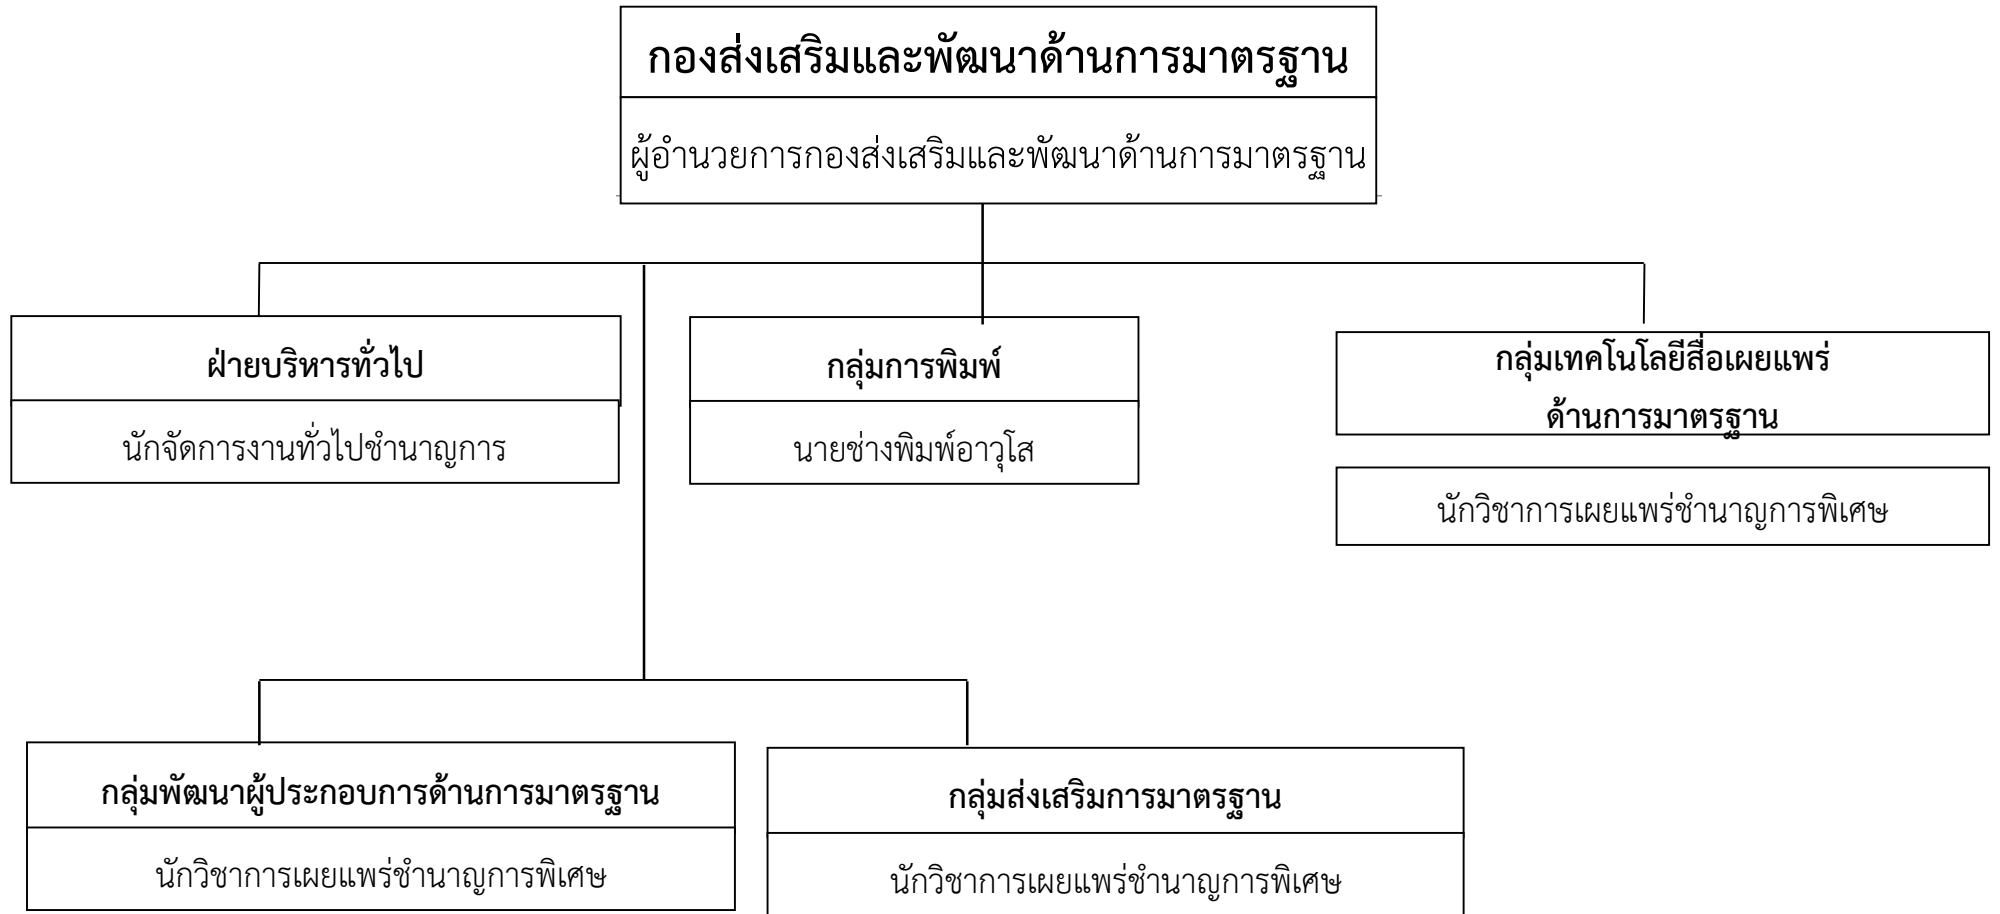 กองส่งเสริมและพัฒนาด้านการมาตรฐาน
ผู้อำนวยการกองส่งเสริมและพัฒนาด้านการมาตรฐาน
ฝ่ายบริหารทั่วไป
นักจัดการงานทั่วไปชำนาญการ
กลุ่มการพิมพ์
นายช่างพิมพ์อาวุโส
กลุ่มเทคโนโลยีสื่อเผยแพร่
ด้านการมาตรฐาน
นักวิชาการเผยแพร่ชำนาญการพิเศษ
กลุ่มพัฒนาผู้ประกอบการด้านการมาตรฐาน
นักวิชาการเผยแพร่ชำนาญการพิเศษ
กลุ่มส่งเสริมการมาตรฐาน
นักวิชาการเผยแพร่ชำนาญการพิเศษ